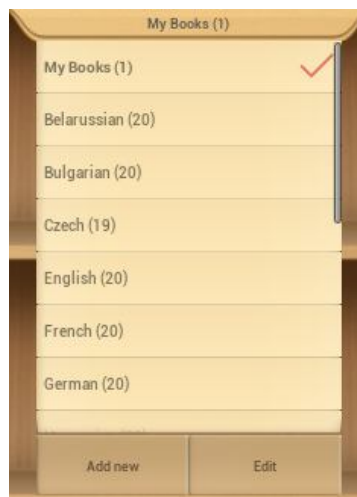 My Books (1)
My Books (1)
Belarussian (20)
Bulgarian (20)
Czech (19)
English (20)
French (20)
German (20)
Add new
Edit